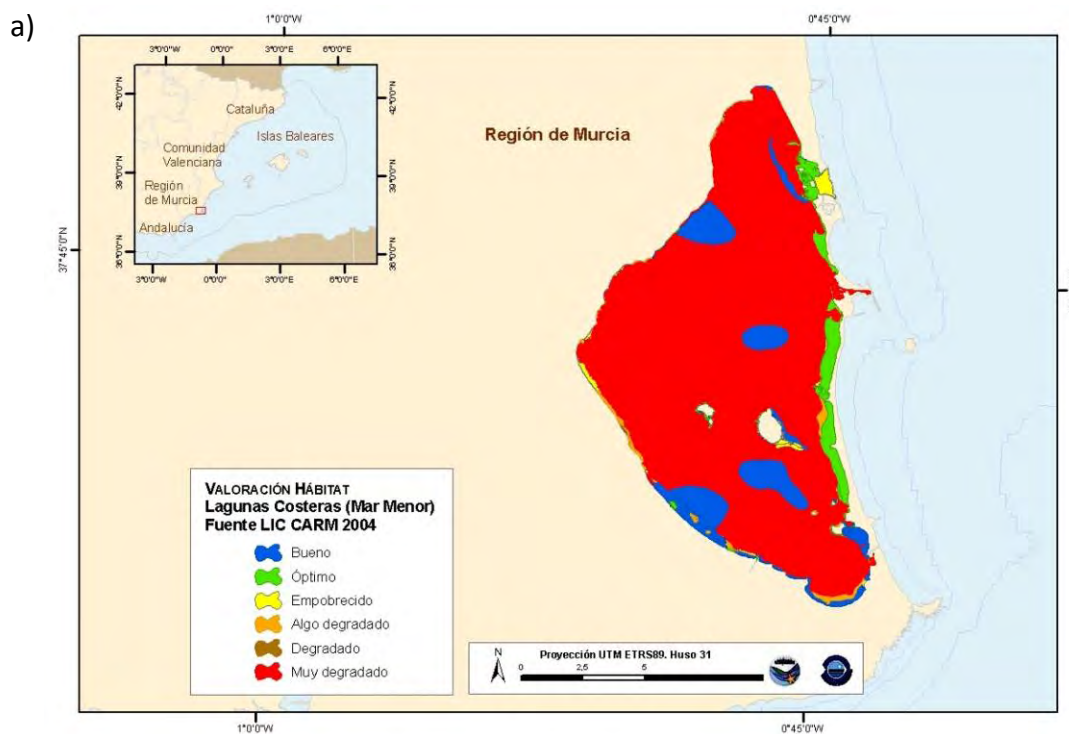 a)
1°0'0"W
0°45'0"W
3°0'0"W
0°0'0"
3°0'0"E
6°0'0"E
42°0'0"N
42°0'0"N
Cataluña
Islas Baleares
Comunidad
Valenciana
39°0'0"N
39°0'0"N
Región
de Murcia
Andalucía
36°0'0"N
36°0'0"N
3°0'0"W
0°0'0"
3°0'0"E
6°0'0"E
Región de Murcia
37°45'0"N
VALORACIÓN HÁBITAT
Lagunas Costeras (Mar Menor)
Fuente LIC CARM 2004
Bueno
Óptimo
Empobrecido
Algo degradado
Degradado
Muy degradado
N
Proyección UTM ETRS89. Huso 31
0
2,5
5
1°0'0"W
0°45'0"W